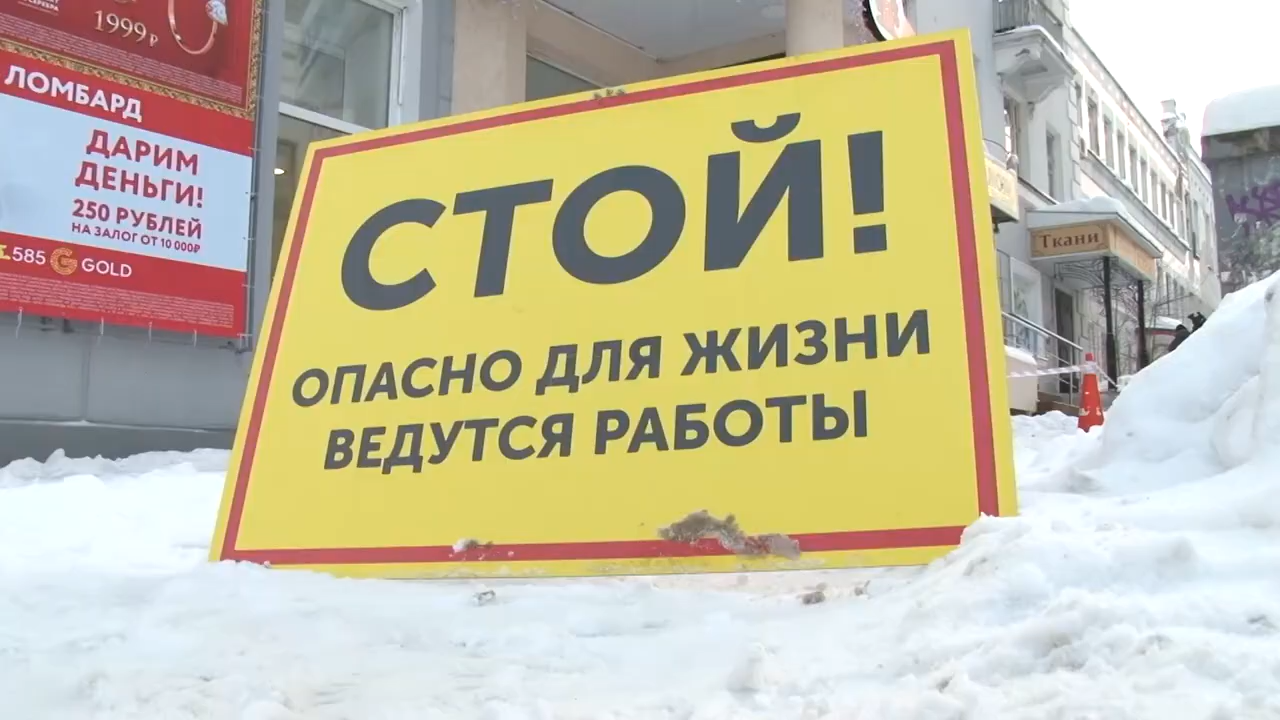 1999 ₽
ЛОМБАРД
ДАРИМ
ДЕНЬГИ!
250 РУБЛЕЙ
НА ЗАЛОГ ОТ 10 000₽
585 GOLD
СТОЙ!
ОПАСНО ДЛЯ ЖИЗНИ
ВЕДУТСЯ РАБОТЫ
Ткани